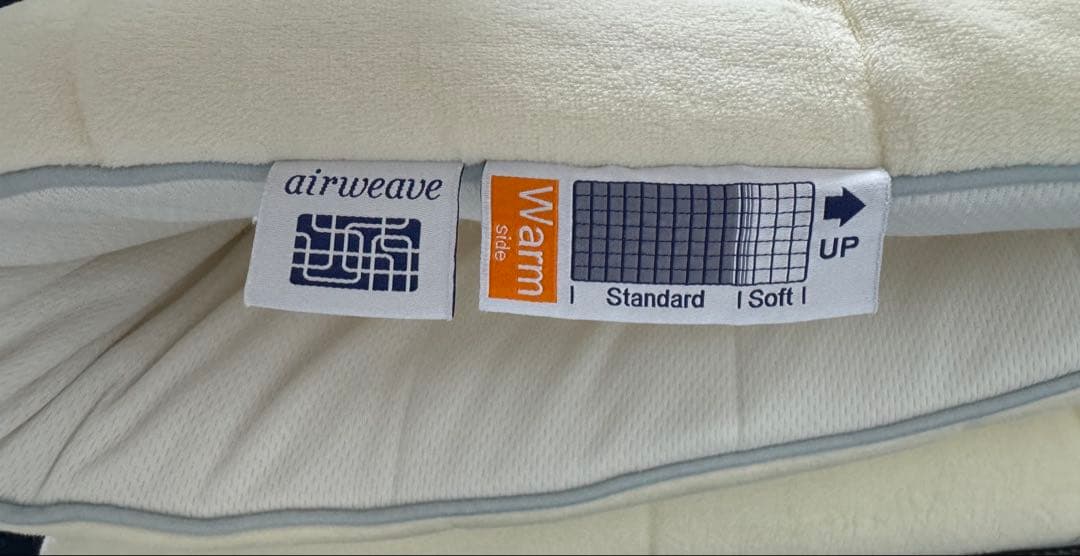 airweave
Warm
side
UP
| Standard | Soft |